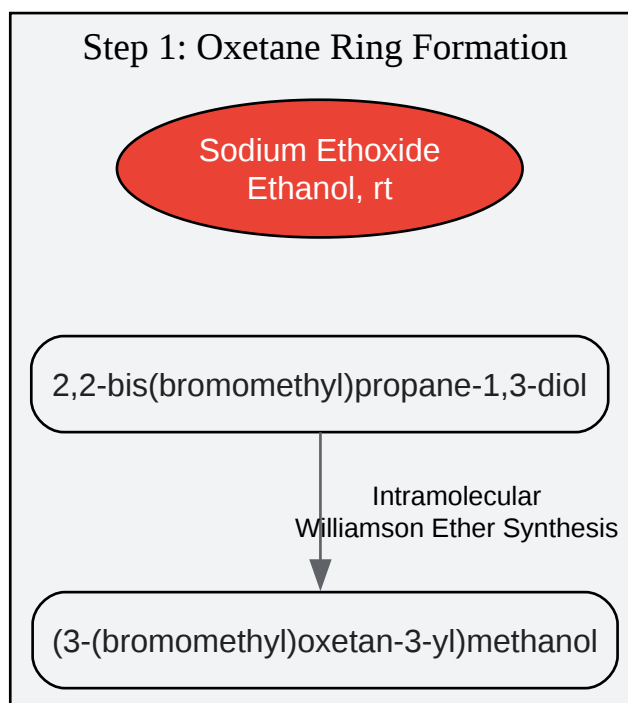 Step 1: Oxetane Ring Formation
Sodium Ethoxide
Ethanol, rt
2,2-bis(bromomethyl)propane-1,3-diol
Intramolecular
Williamson Ether Synthesis
(3-(bromomethyl)oxetan-3-yl)methanol